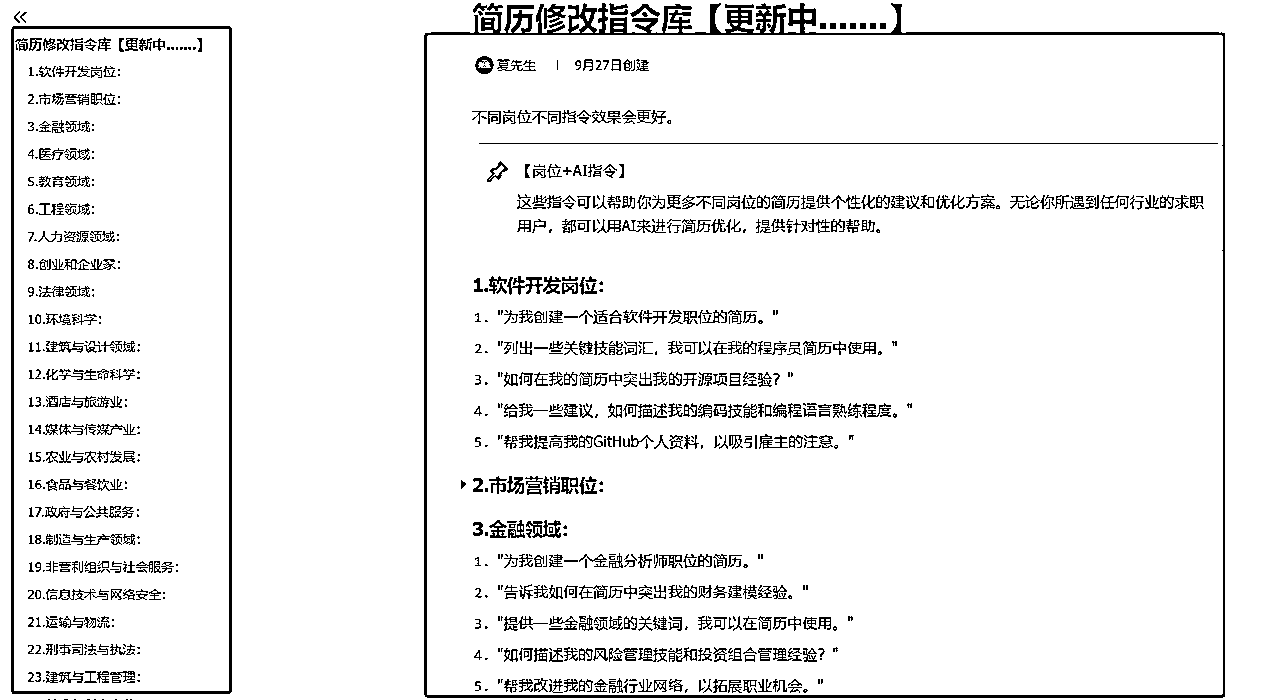 简历修改指令库【更新中.......】
1.软件开发岗位：
2.市场营销职位：
3.金融领域：
4.医疗领域：
5.教育领域：
6.工程领域：
7.人力资源领域：
8.创业和企业家：
9.法律领域：
10.环境科学：
11.建筑与设计领域：
12.化学与生命科学：
13.酒店与旅游业：
14.媒体与传媒产业：
15.农业与农村发展：
16.食品与餐饮业：
17.政府与公共服务：
18.制造与生产领域：
19.非营利组织与社会服务：
20.信息技术与网络安全：
21.运输与物流：
22.刑事司法与执法：
23.建筑与工程管理：
简历修改指令库【更新中.......】
莫先生 | 9月27日创建
不同岗位不同指令效果会更好。
【岗位+AI指令】
这些指令可以帮助你为更多不同岗位的简历提供个性化的建议和优化方案。无论你所遇到任何行业的求职
用户，都可以用AI来进行简历优化，提供针对性的帮助。
1.软件开发岗位：
1. "为我创建一个适合软件开发职位的简历。"
2. "列出一些关键技能词汇，我可以在我的程序员简历中使用。"
3. "如何在我的简历中突出我的开源项目经验？"
4. "给我一些建议，如何描述我的编码技能和编程语言熟练程度。"
5. "帮我提高我的GitHub个人资料，以吸引雇主的注意。"
2.市场营销职位：
3.金融领域：
1. "为我创建一个金融分析师职位的简历。"
2. "告诉我如何在简历中突出我的财务建模经验。"
3. "提供一些金融领域的关键词，我可以在简历中使用。"
4. "如何描述我的风险管理技能和投资组合管理经验？"
5. "帮我改进我的金融行业网络，以拓展职业机会。"